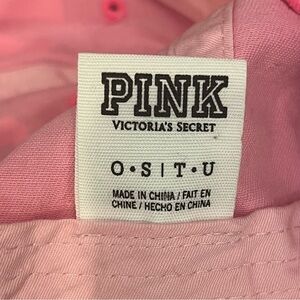 PINK
VICTORIA'S SECRET
O•S|T•U
MADE IN CHINA / FAIT EN
CHINE / HECHO EN CHINA